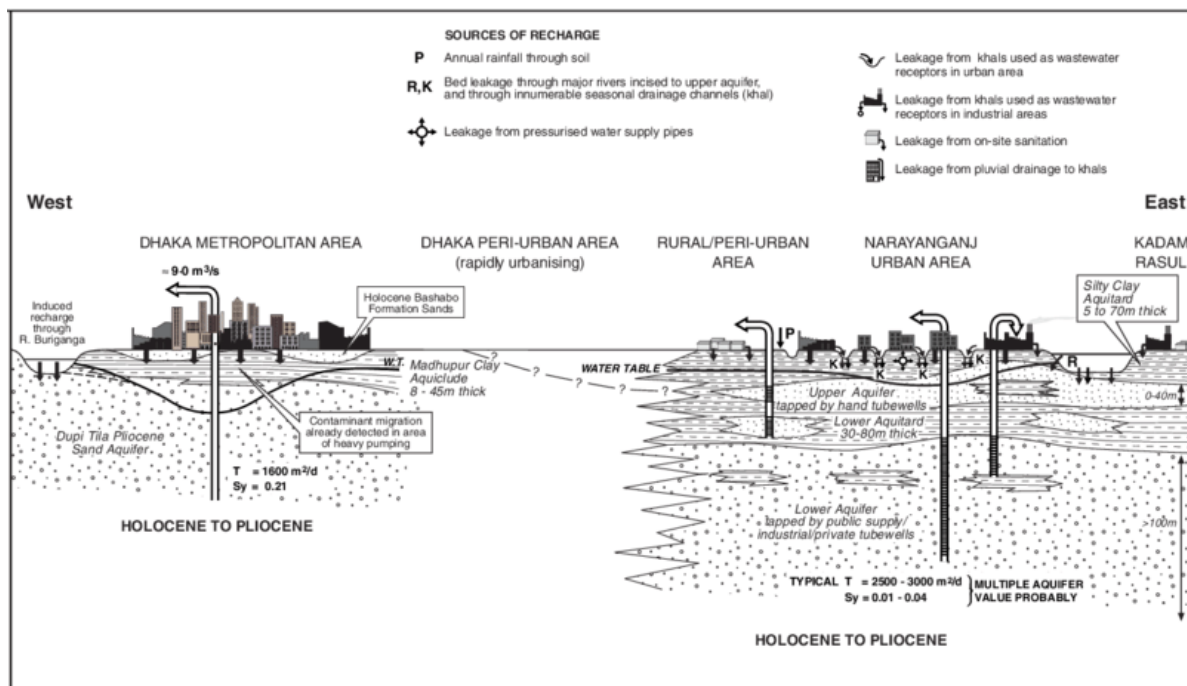 SOURCES OF RECHARGE
P Annual rainfall through soil
R,K Bed leakage through major rivers incised to upper aquifer,
and through innumerable seasonal drainage channels (khal)
Leakage from pressurised water supply pipes
Leakage from khals used as wastewater
receptors in urban area
Leakage from khals used as wastewater
receptors in industrial areas
Leakage from on-site sanitation
Leakage from pluvial drainage to khals
West
East
DHAKA METROPOLITAN AREA
DHAKA PERI-URBAN AREA
(rapidly urbanising)
RURAL/PERI-URBAN
AREA
NARAYANGANJ
URBAN AREA
KADAM
RASUL
≈ 9·0 m³/s
Induced
recharge
through
R. Buriganga
Holocene Bashabo
Formation Sands
Silty Clay
Aquitard
5 to 70m thick
P
K
K
K
K
R
W.T.
Madhupur Clay
Aquiclude
8 - 45m thick
?
?
?
?
?
WATER TABLE
Upper Aquifer
tapped by hand tubewells
0-40m
Lower Aquitard
30-80m thick
Contaminant migration
already detected in area
of heavy pumping
Dupi Tila Pliocene
Sand Aquifer
T = 1600 m²/d
Sy = 0.21
HOLOCENE TO PLIOCENE
Lower Aquifer
tapped by public supply/
industrial/private tubewells
>100m
TYPICAL T = 2500 - 3000 m²/d
Sy = 0.01 - 0.04
MULTIPLE AQUIFER
VALUE PROBABLY
HOLOCENE TO PLIOCENE